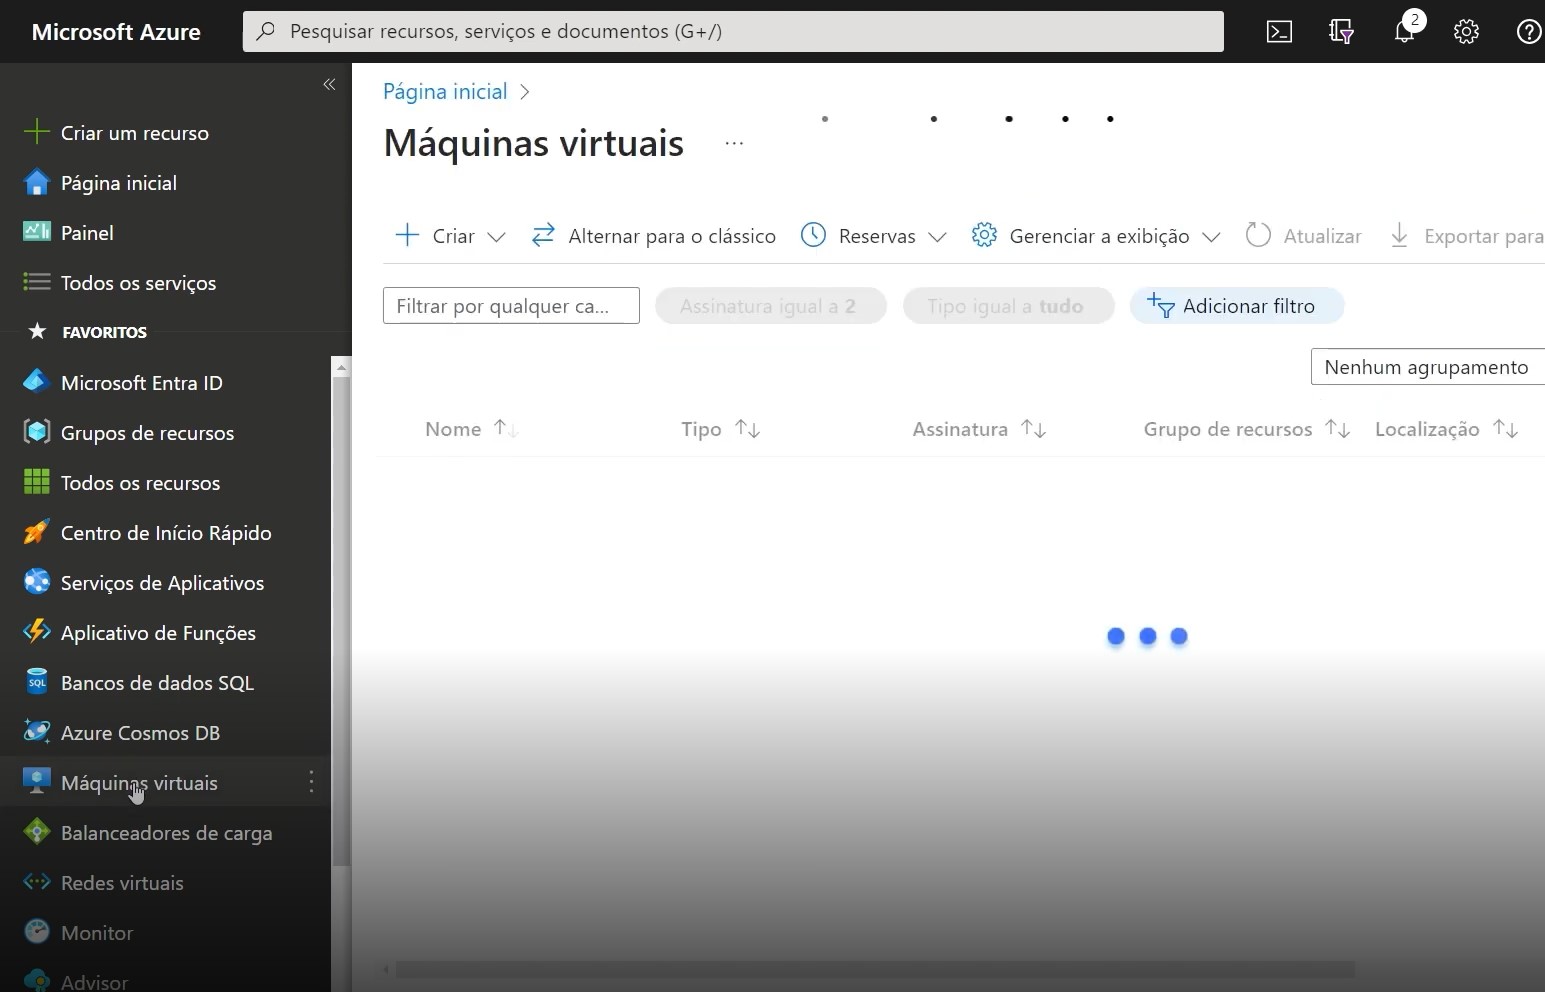 Microsoft Azure
Pesquisar recursos, serviços e documentos (G+/)
2
Criar um recurso
Página inicial
Painel
Todos os serviços
FAVORITOS
Microsoft Entra ID
Grupos de recursos
Todos os recursos
Centro de Início Rápido
Serviços de Aplicativos
Aplicativo de Funções
SQL
Bancos de dados SQL
Azure Cosmos DB
Máquinas virtuais
Balanceadores de carga
Redes virtuais
Monitor
Advisor
Página inicial >
Máquinas virtuais ...
Criar Alternar para o clássico Reservas Gerenciar a exibição Atualizar Exportar para
Filtrar por qualquer ca... Assinatura igual a 2 Tipo igual a tudo Adicionar filtro
Nenhum agrupamento
Nome Tipo Assinatura Grupo de recursos Localização